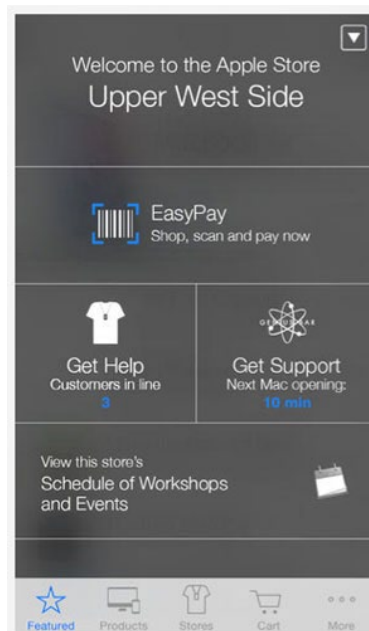 Welcome to the Apple Store
Upper West Side
EasyPay
Shop, scan and pay now
Get Help
Customers in line
3
GENIUS BAR
Get Support
Next Mac opening:
10 min
View this store's
Schedule of Workshops
and Events
Featured
Products
Stores
Cart
More